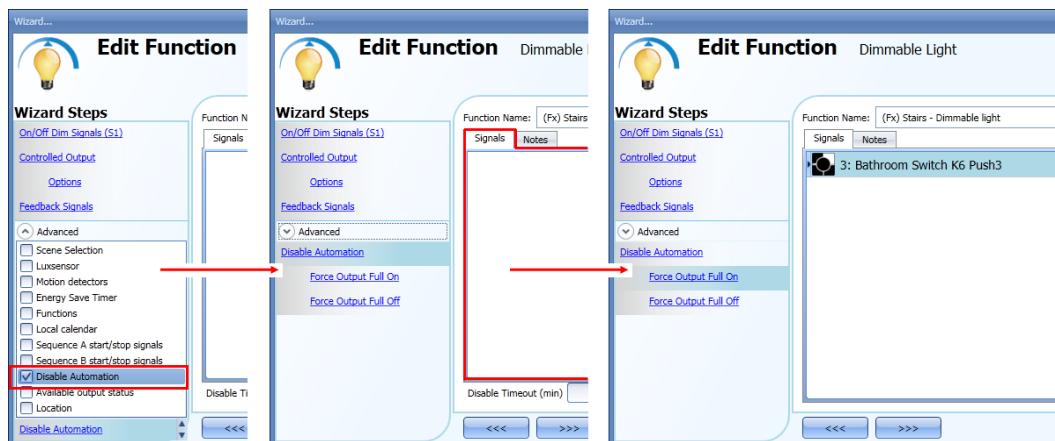 Wizard...
Edit Function
Wizard Steps
On/Off Dim Signals (S1)
Controlled Output
Options
Feedback Signals
Advanced
Scene Selection
Luxsensor
Motion detectors
Energy Save Timer
Functions
Local calendar
Sequence A start/stop signals
Sequence B start/stop signals
Disable Automation
Available output status
Location
Disable Automation
Function N
Signals
Disable Ti
<<<
Wizard...
Edit Function Dimmable
Wizard Steps
On/Off Dim Signals (S1)
Controlled Output
Options
Feedback Signals
Advanced
Disable Automation
Force Output Full On
Force Output Full Off
Function Name: (Fx) Stairs
Signals Notes
Disable Timeout (min)
<<< >>>
Wizard...
Edit Function Dimmable Light
Wizard Steps
On/Off Dim Signals (S1)
Controlled Output
Options
Feedback Signals
Advanced
Disable Automation
Force Output Full On
Force Output Full Off
Function Name: (Fx) Stairs - Dimmable light
Signals Notes
3: Bathroom Switch K6 Push3
<<< >>>